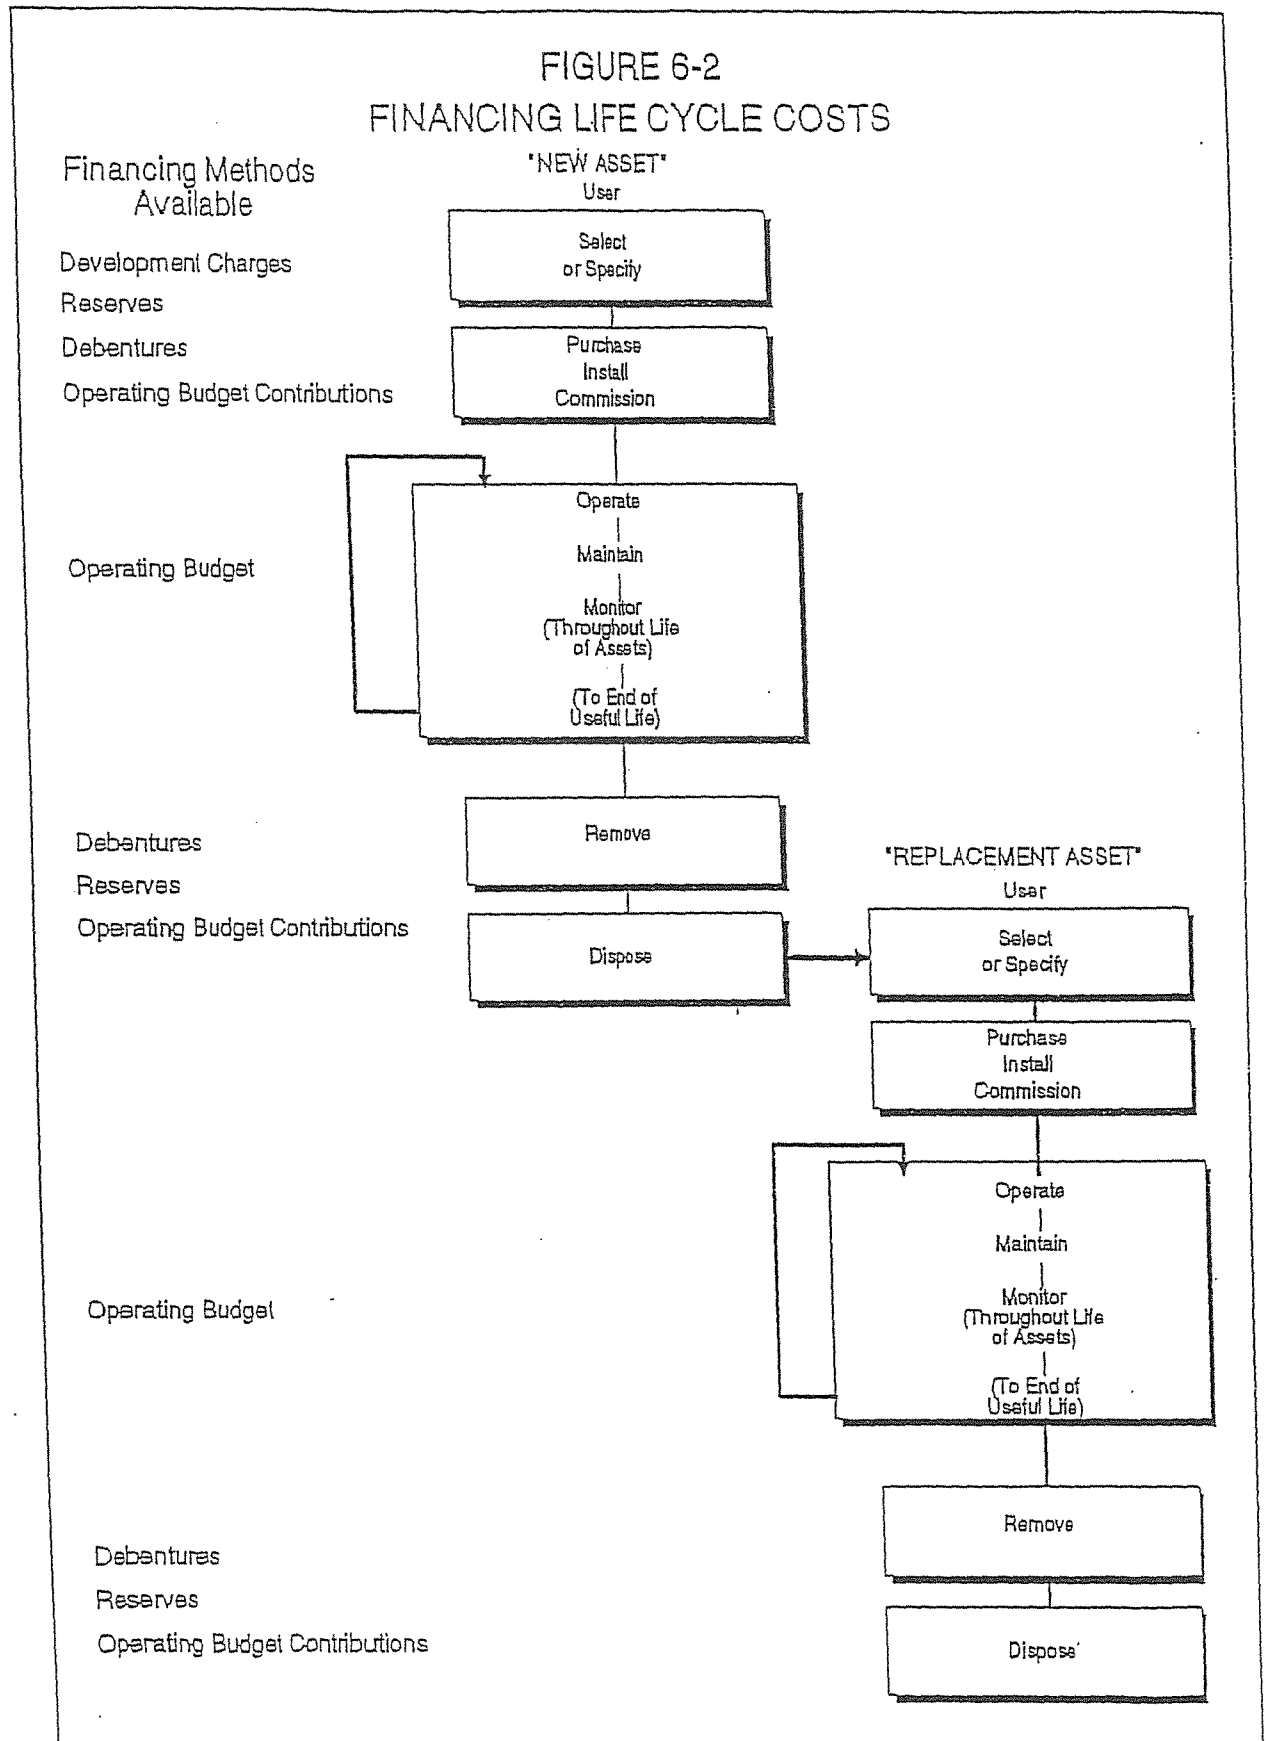 FIGURE 6-2
FINANCING LIFE CYCLE COSTS
Financing Methods
Available
"NEW ASSET"
User
Select
or Specify
Development Charges
Reserves
Debentures
Operating Budget Contributions
Purchase
Install
Commission
Operating Budget
Operate
Maintain
Monitor
(Throughout Life
of Assets)
(To End of
Useful Life)
Debentures
Reserves
Operating Budget Contributions
Remove
Dispose
"REPLACEMENT ASSET"
User
Select
or Specify
Purchase
Install
Commission
Operating Budget
Operate
Maintain
Monitor
(Throughout Life
of Assets)
(To End of
Useful Life)
Remove
Debentures
Reserves
Operating Budget Contributions
Dispose